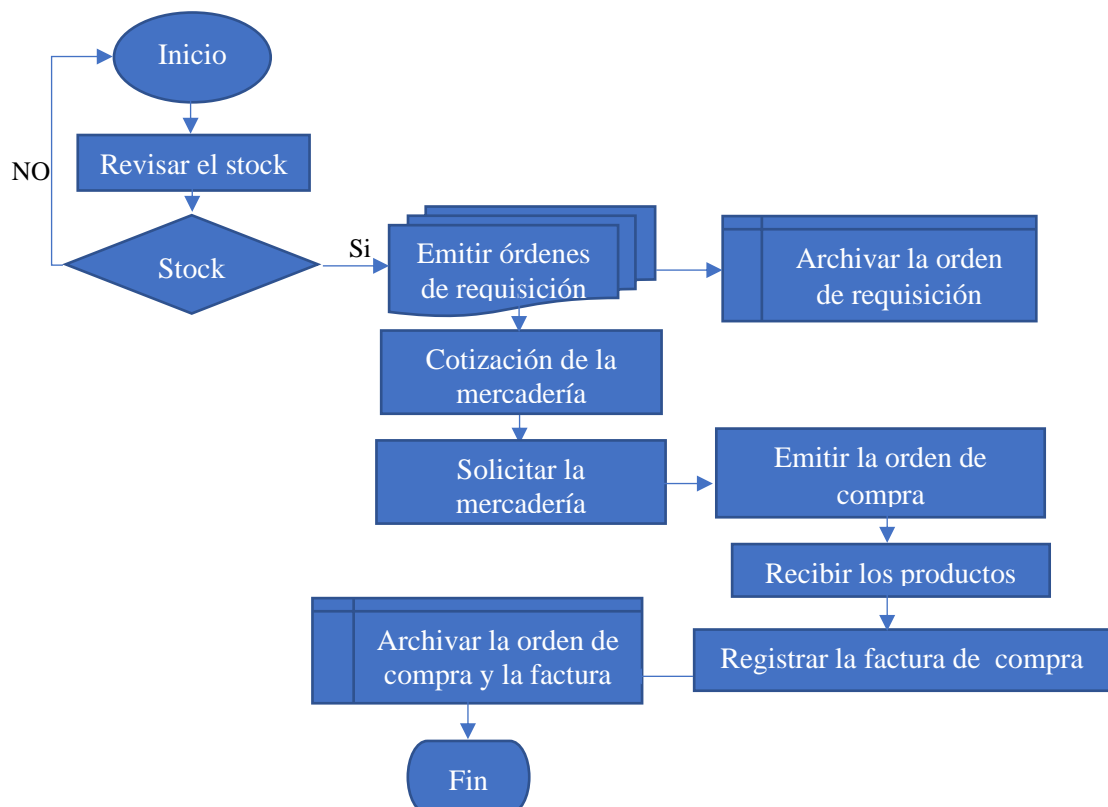 Inicio
Revisar el stock
NO
Stock
Si
Emitir órdenes
de requisición
Archivar la orden
de requisición
Cotización de la
mercadería
Solicitar la
mercadería
Emitir la orden de
compra
Recibir los productos
Registrar la factura de  compra
Archivar la orden de
compra y la factura
Fin